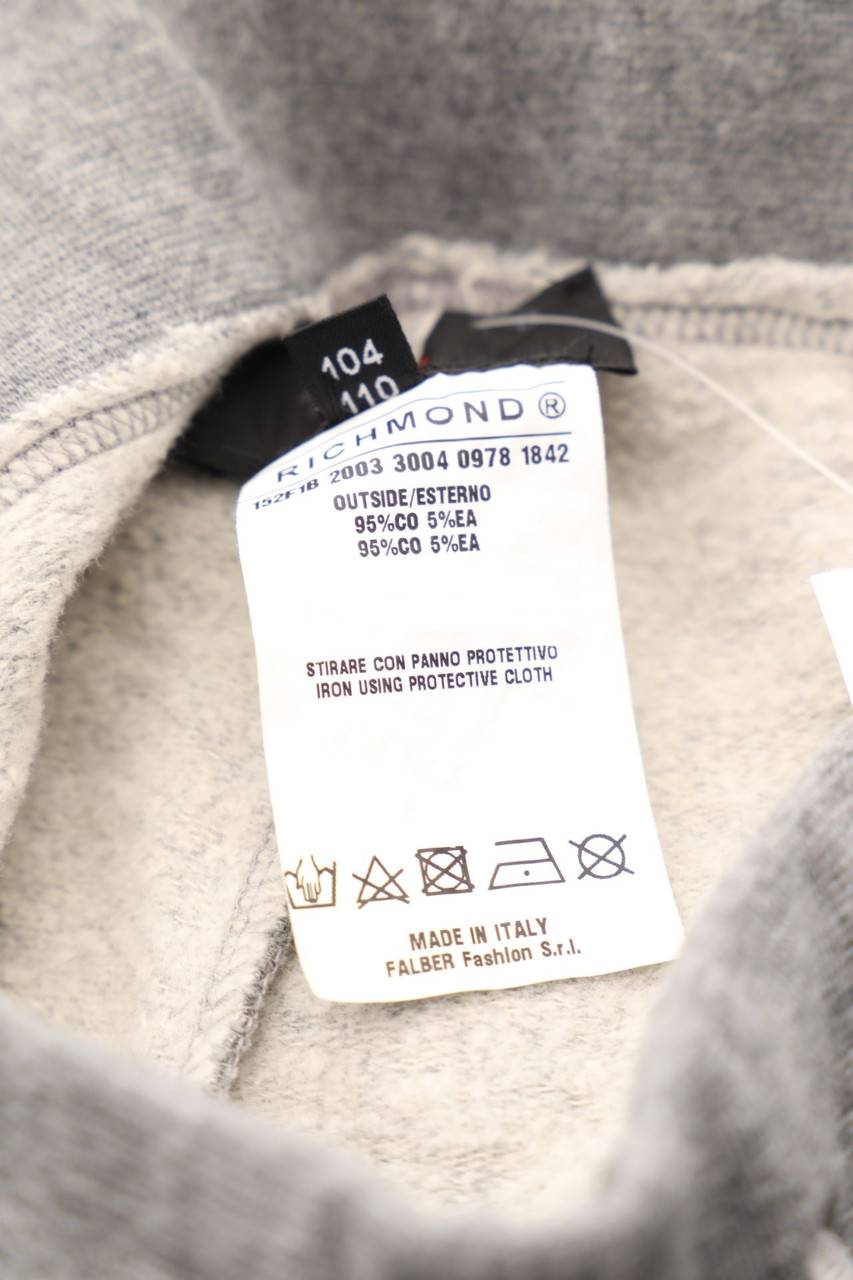 104
110
RICHMOND ®
152F1B 2003 3004 0978 1842
OUTSIDE/ESTERNO
95%CO 5%EA
95%CO 5%EA
STIRARE CON PANNO PROTETTIVO
IRON USING PROTECTIVE CLOTH
MADE IN ITALY
FALBER Fashion S.r.l.